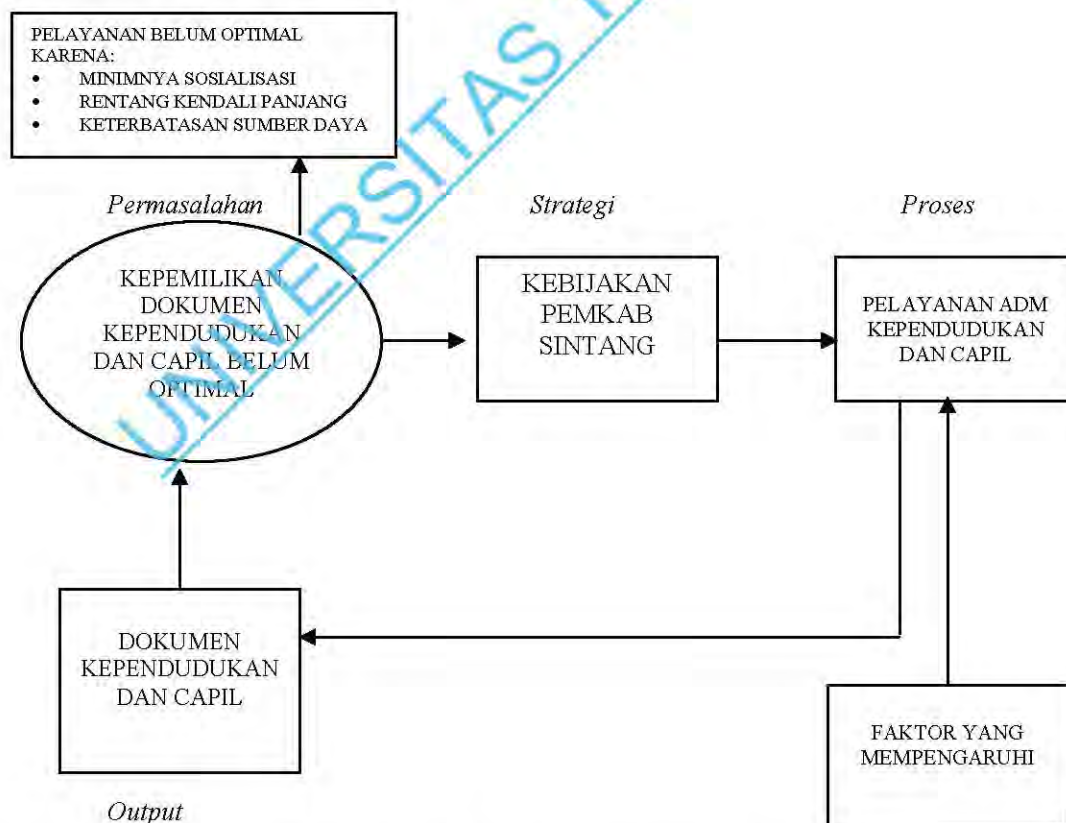 PELAYANAN BELUM OPTIMAL
KARENA:
• MINIMNYA SOSIALISASI
• RENTANG KENDALI PANJANG
• KETERBATASAN SUMBER DAYA
Permasalahan
Strategi
Proses
KEPEMILIKAN
DOKUMEN
KEPENDUDUKAN
DAN CAPIL BELUM
OPTIMAL
KEBIJAKAN
PEMKAB
SINTANG
PELAYANAN ADM
KEPENDUDUKAN
DAN CAPIL
DOKUMEN
KEPENDUDUKAN
DAN CAPIL
FAKTOR YANG
MEMPENGARUHI
Output
UNIVERSITAS